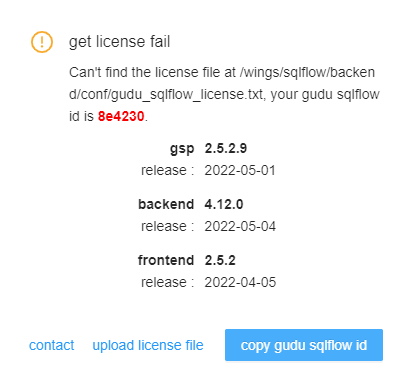 get license fail
Can't find the license file at /wings/sqlflow/backen
d/conf/gudu_sqlflow_license.txt, your gudu sqlflow
id is 8e4230.
gsp 2.5.2.9
release : 2022-05-01
backend 4.12.0
release : 2022-05-04
frontend 2.5.2
release : 2022-04-05
contact upload license file copy gudu sqlflow id